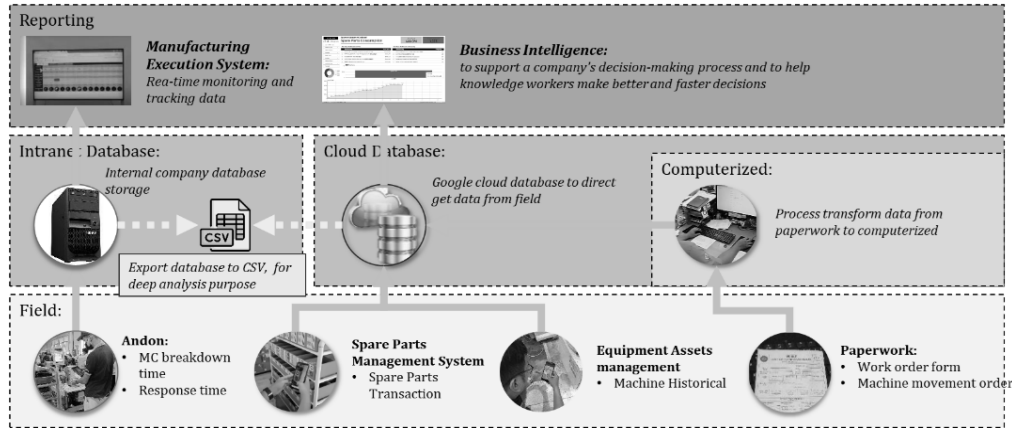 Reporting
Manufacturing
Execution System:
Rea-time monitoring and
tracking data
Business Intelligence:
to support a company's decision-making process and to help
knowledge workers make better and faster decisions
Intranet Database:
Internal company database
storage
CSV
Export database to CSV, for
deep analysis purpose
Cloud Database:
Google cloud database to direct
get data from field
Computerized:
Process transform data from
paperwork to computerized
Field:
Andon:
• MC breakdown
time
• Response time
Spare Parts
Management System
• Spare Parts
Transaction
Equipment Assets
management
• Machine Historical
Paperwork:
• Work order form
• Machine movement order